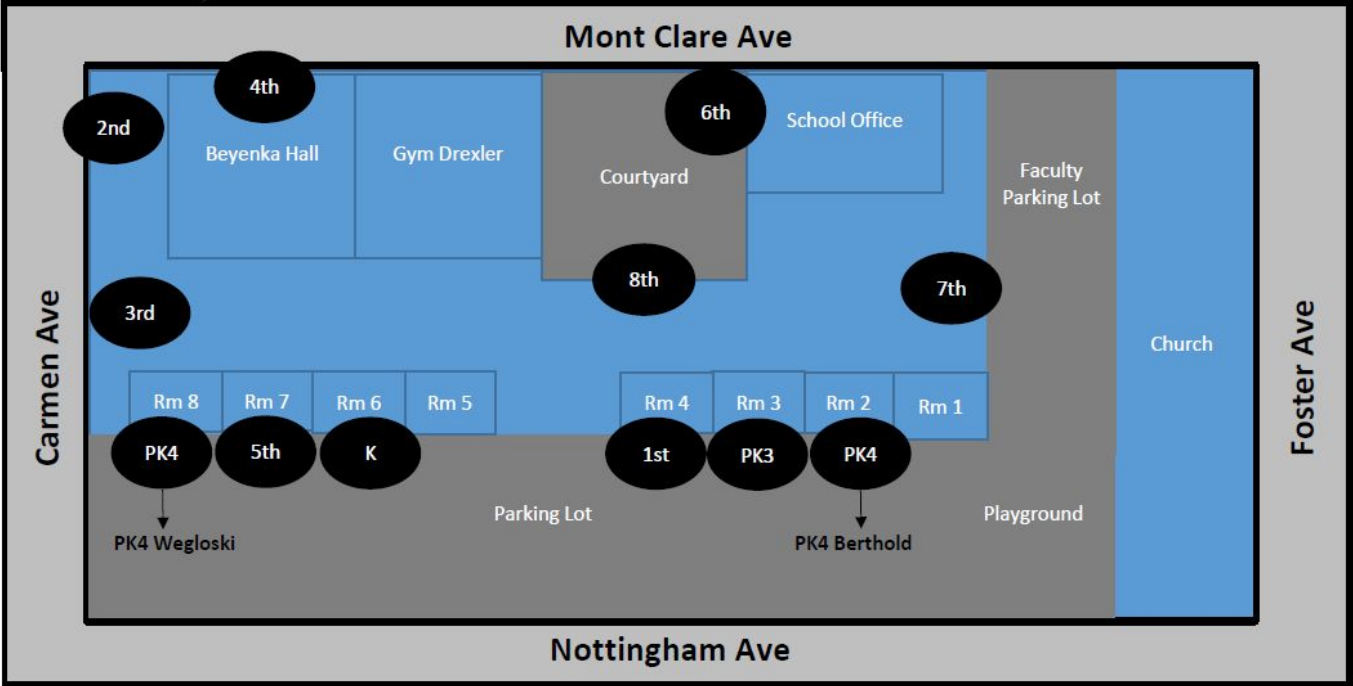 Mont Clare Ave
4th
2nd
6th
School Office
Beyenka Hall
Gym Drexler
Courtyard
Faculty
Parking Lot
8th
7th
3rd
Church
Carmen Ave
Foster Ave
Rm 8
Rm 7
Rm 6
Rm 5
Rm 4
Rm 3
Rm 2
Rm 1
PK4
5th
K
1st
PK3
PK4
Parking Lot
Playground
PK4 Wegloski
PK4 Berthold
Nottingham Ave